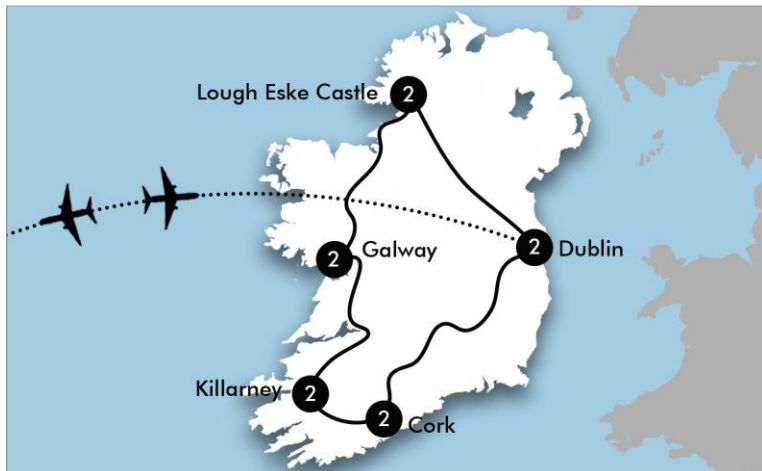 Lough Eske Castle 2
2 Galway
2 Dublin
Killarney 2
2 Cork